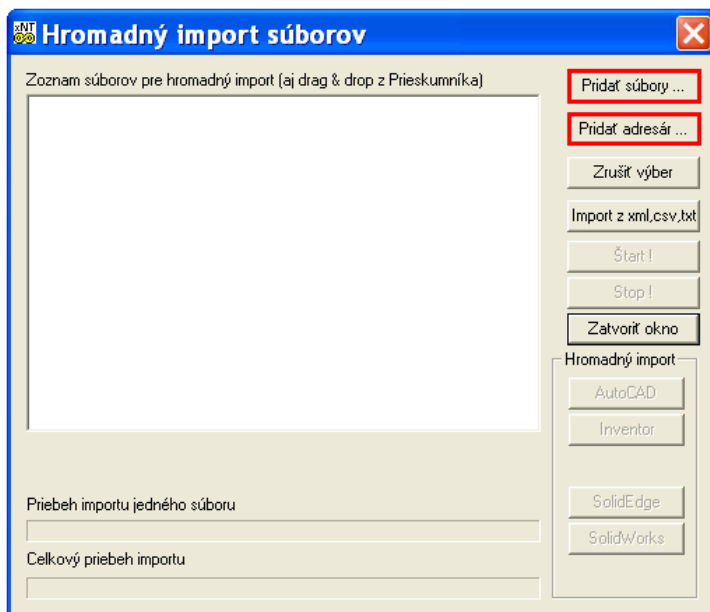 xNT
Hromadný import súborov
Zoznam súborov pre hromadný import (aj drag & drop z Prieskumníka)
Pridať súbory ...
Pridať adresár ...
Zrušiť výber
Import z xml,csv,txt
Štart !
Stop !
Zatvoriť okno
Hromadný import
AutoCAD
Inventor
SolidEdge
SolidWorks
Priebeh importu jedného súboru
Celkový priebeh importu